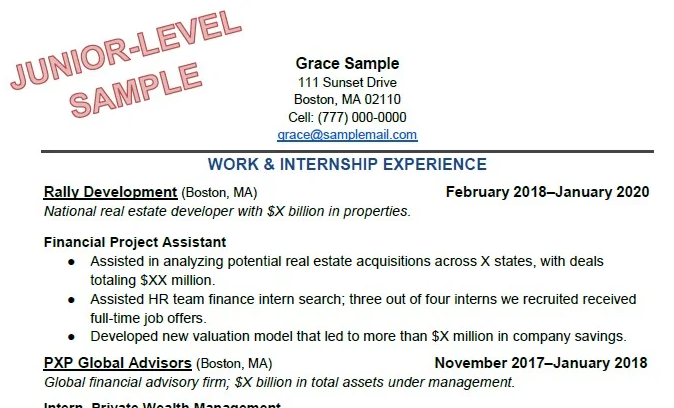 JUNIOR-LEVEL
SAMPLE
Grace Sample
111 Sunset Drive
Boston, MA 02110
Cell: (777) 000-0000
grace@samplemail.com
WORK & INTERNSHIP EXPERIENCE
Rally Development (Boston, MA) February 2018–January 2020
National real estate developer with $X billion in properties.
Financial Project Assistant
● Assisted in analyzing potential real estate acquisitions across X states, with deals
totaling $XX million.
● Assisted HR team finance intern search; three out of four interns we recruited received
full-time job offers.
● Developed new valuation model that led to more than $X million in company savings.
PXP Global Advisors (Boston, MA) November 2017–January 2018
Global financial advisory firm; $X billion in total assets under management.
Intern, Private Wealth Management